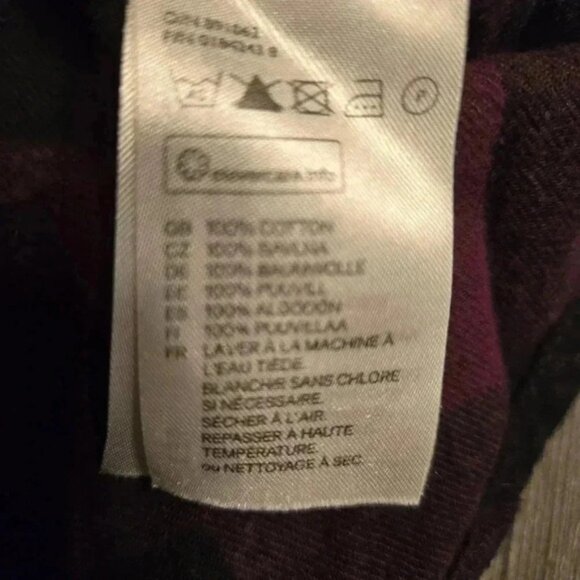 clevercare.info
GB 100% COTTON
CZ 100% BAVLNA
DE 100% BAUMWOLLE
EE 100% PUUVILL
ES 100% ALGODÓN
FI 100% PUUVILLAA
FR LAVER À LA MACHINE À
L'EAU TIÈDE.
BLANCHIR SANS CHLORE
SI NÉCESSAIRE.
SÉCHER À L'AIR.
REPASSER À HAUTE
TEMPÉRATURE.
ou NETTOYAGE À SEC.